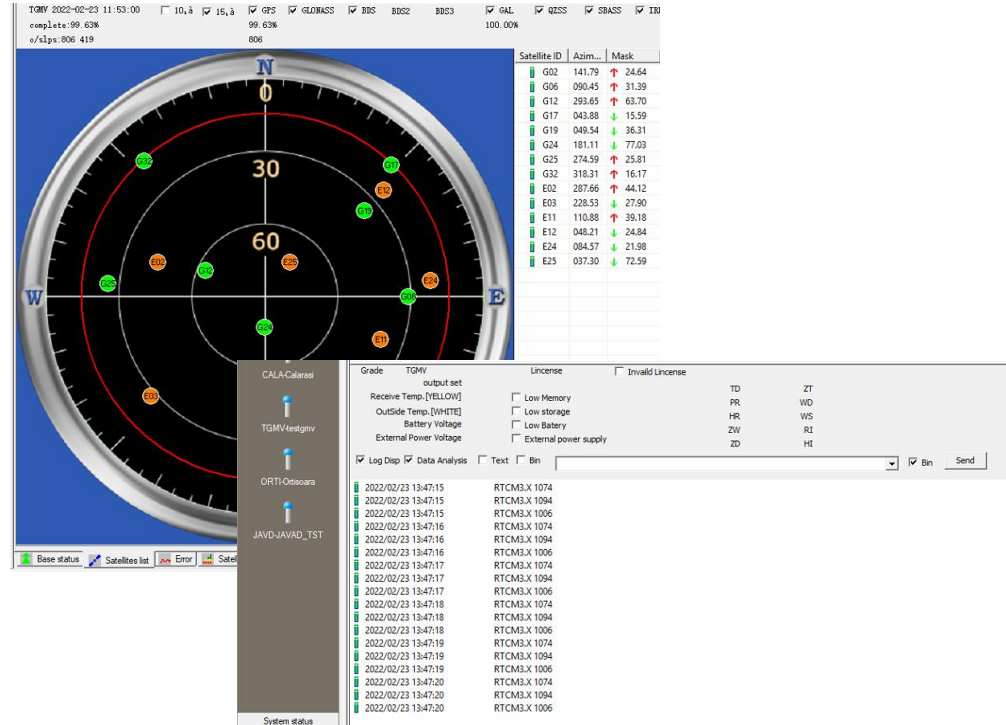 TGMV 2022-02-23 11:53:00 10,à 15,à GPS GLONASS BDS BDS2 BDS3 GAL QZSS SBASS
complete:99.63% 99.63% 100.00%
o/slps:806 419 806
N
0
30
60
W
E
G32
G17
E12
G19
E02
G12
E25
G25
E24
G06
G24
E11
E03
Satellite ID Azim... Mask
G02 141.79 24.64
G06 090.45 31.39
G12 293.65 63.70
G17 043.88 15.59
G19 049.54 36.31
G24 181.11 77.03
G25 274.59 25.81
G32 318.31 16.17
E02 287.66 44.12
E03 228.53 27.90
E11 110.88 39.18
E12 048.21 24.84
E24 084.57 21.98
E25 037.30 72.59
Base status Satellites list Error Satel
CALA-Calarasi
TGMV-testgmv
ORTI-Ortisoara
JAVD-JAVAD_TST
System status
Grade TGMV Lincense Invaild Lincense
output set
Receive Temp.[YELLOW] Low Memory
OutSide Temp.[WHITE] Low storage
Battery Voltage Low Batery
External Power Voltage External power supply
TD ZT
PR WD
HR WS
ZW RI
ZD HI
Log Disp Data Analysis Text Bin Bin Send
2022/02/23 13:47:15 RTCM3.X 1074
2022/02/23 13:47:15 RTCM3.X 1094
2022/02/23 13:47:15 RTCM3.X 1006
2022/02/23 13:47:16 RTCM3.X 1074
2022/02/23 13:47:16 RTCM3.X 1094
2022/02/23 13:47:16 RTCM3.X 1006
2022/02/23 13:47:17 RTCM3.X 1074
2022/02/23 13:47:17 RTCM3.X 1094
2022/02/23 13:47:17 RTCM3.X 1006
2022/02/23 13:47:18 RTCM3.X 1074
2022/02/23 13:47:18 RTCM3.X 1094
2022/02/23 13:47:18 RTCM3.X 1006
2022/02/23 13:47:19 RTCM3.X 1074
2022/02/23 13:47:19 RTCM3.X 1094
2022/02/23 13:47:19 RTCM3.X 1006
2022/02/23 13:47:20 RTCM3.X 1074
2022/02/23 13:47:20 RTCM3.X 1094
2022/02/23 13:47:20 RTCM3.X 1006